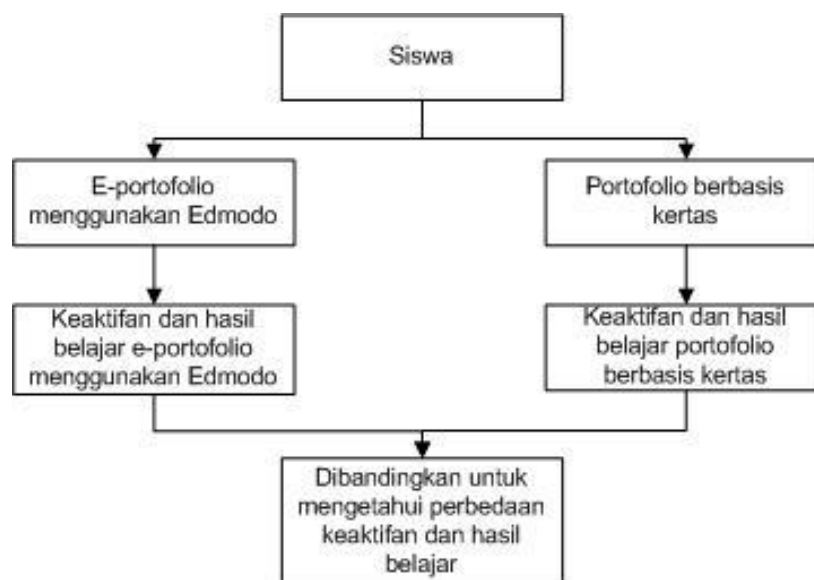 Siswa
E-portofolio
menggunakan Edmodo
Portofolio berbasis
kertas
Keaktifan dan hasil
belajar e-portofolio
menggunakan Edmodo
Keaktifan dan hasil
belajar portofolio
berbasis kertas
Dibandingkan untuk
mengetahui perbedaan
keaktifan dan hasil
belajar